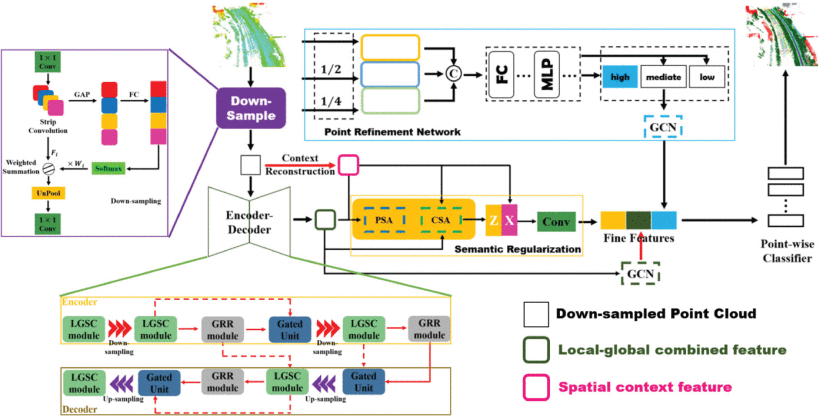 1×1
Conv
GAP
FC
Strip
Convolution
F_i
Weighted
Summation
×W_i
Softmax
UnPool
1×1
Conv
Down-sampling
Down-
Sample
1/2
1/4
C
FC
MLP
high
mediate
low
Point Refinement Network
GCN
Context
Reconstruction
Encoder-
Decoder
PSA
CSA
Z
X
Conv
Semantic Regularization
Fine Features
GCN
Point-wise
Classifier
Encoder
LGSC
module
Down-
sampling
LGSC
module
GRR
module
Gated
Unit
Down-
sampling
LGSC
module
GRR
module
LGSC
module
Up-sampling
Gated
Unit
GRR
module
LGSC
module
Up-sampling
Gated
Unit
Decoder
Down-sampled Point Cloud
Local-global combined feature
Spatial context feature